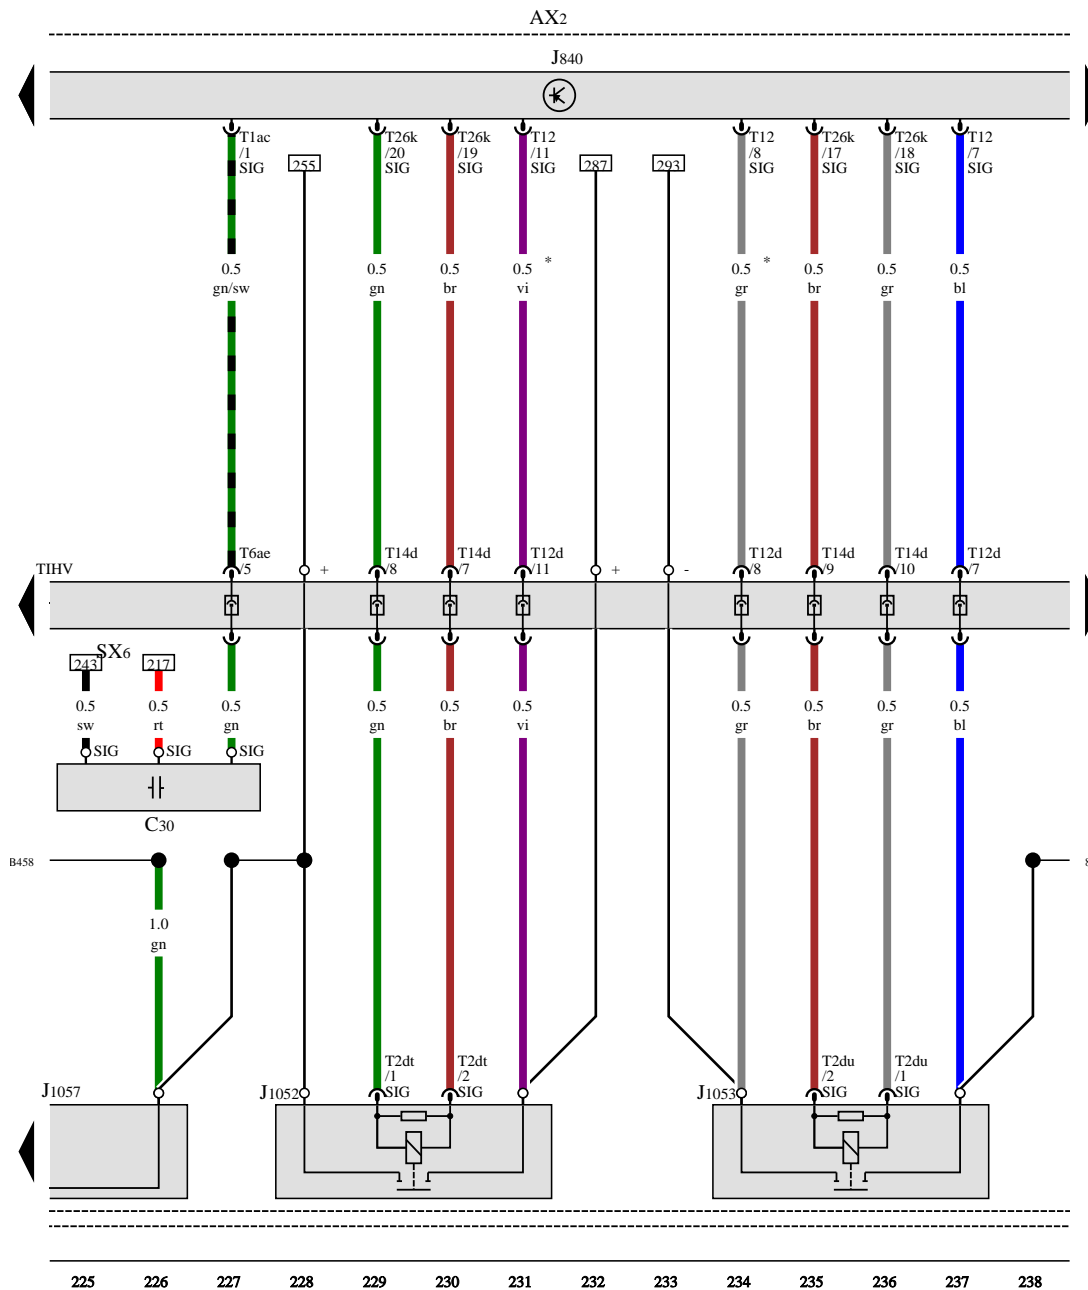 AX2
J840
T1ac
/1
SIG
T26k
/20
SIG
T26k
/19
SIG
T12
/11
SIG
T12
/8
SIG
T26k
/17
SIG
T26k
/18
SIG
T12
/7
SIG
255
287
293
0.5
gn/sw
0.5
gn
0.5
br
0.5 *
vi
0.5 *
gr
0.5
br
0.5
gr
0.5
bl
TIHV
T6ae
/5
+
T14d
/8
T14d
/7
T12d
/11
+
-
T12d
/8
T14d
/9
T14d
/10
T12d
/7
SX6
243
217
0.5
sw
0.5
rt
0.5
gn
0.5
gn
0.5
br
0.5
vi
0.5
gr
0.5
br
0.5
gr
0.5
bl
SIG
SIG
SIG
C30
B458
1.0
gn
J1057
J1052
T2dt
/1
SIG
T2dt
/2
SIG
J1053
T2du
/2
SIG
T2du
/1
SIG
225 226 227 228 229 230 231 232 233 234 235 236 237 238